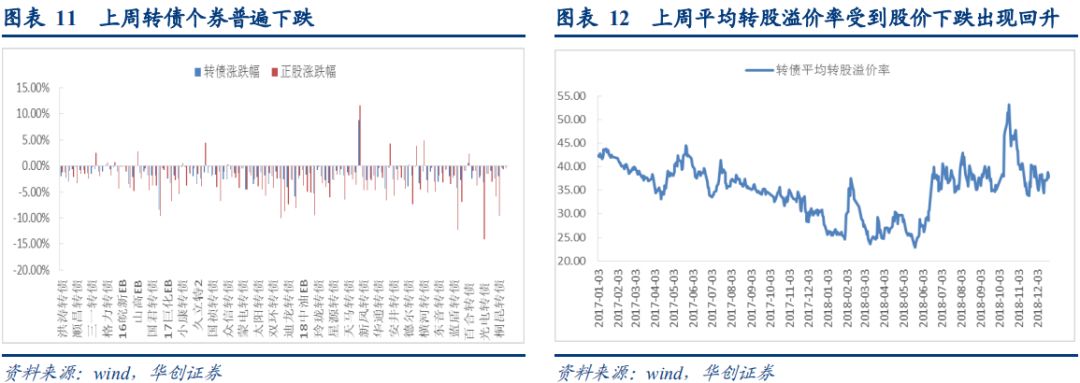 图表 11 上周转债个券普遍下跌
转债涨跌幅 正股涨跌幅
15.00%
10.00%
5.00%
0.00%
-5.00%
-10.00%
-15.00%
-20.00%
洪涛转债
顺昌转债
三一转债
格力转债
16皖新EB
山高EB
国君转债
17巨化EB
小康转债
久立转2
国祯转债
众信转债
蒙电转债
太阳转债
双环转债
迪龙转债
18中油EB
玲珑转债
星源转债
天马转债
新凤转债
华通转债
安井转债
德尔转债
横河转债
东音转债
蓝盾转债
百合转债
光电转债
桐昆转债
资料来源：wind，华创证券
图表 12 上周平均转股溢价率受到股价下跌出现回升
转债平均转股溢价率
55.00
50.00
45.00
40.00
35.00
30.00
25.00
20.00
2017-01-03
2017-02-03
2017-03-03
2017-04-03
2017-05-03
2017-06-03
2017-07-03
2017-08-03
2017-09-03
2017-10-03
2017-11-03
2017-12-03
2018-01-03
2018-02-03
2018-03-03
2018-04-03
2018-05-03
2018-06-03
2018-07-03
2018-08-03
2018-09-03
2018-10-03
2018-11-03
2018-12-03
资料来源：wind，华创证券